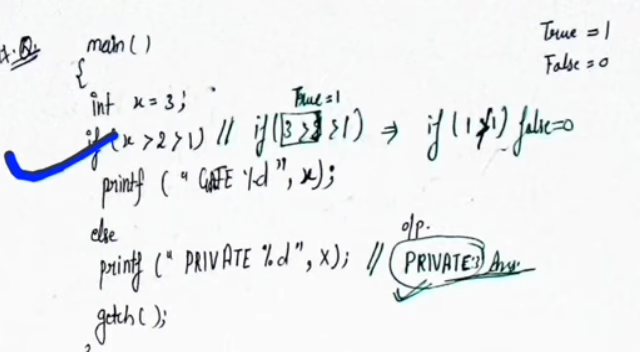 True = 1
False = 0
Q. main()
{
int x = 3;
True = 1
if (x > 2 > 1) // if (3 > 2 > 1) ⇒ if (1 > 1) false = 0
printf (" GATE %d", x);
else
o/p.
printf (" PRIVATE %d", x); // PRIVATE:3 Ans.
getch();